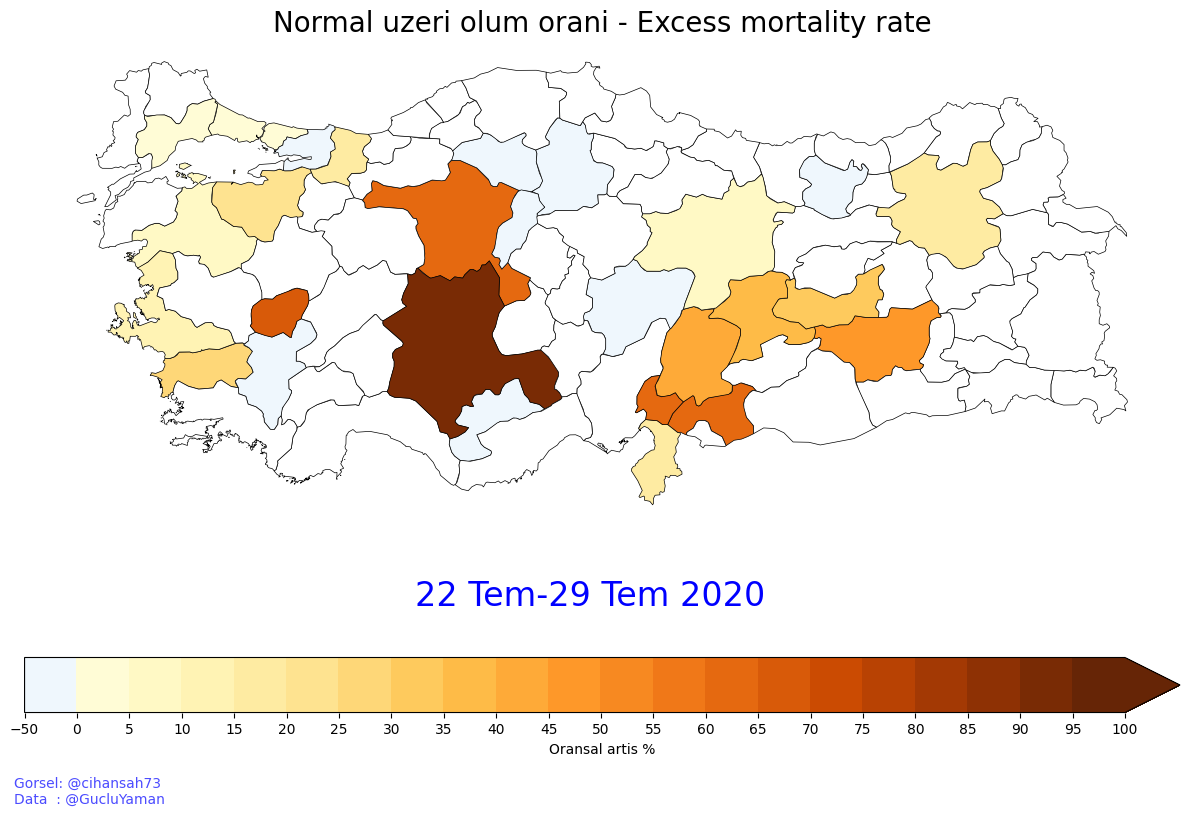 Normal uzeri olum orani - Excess mortality rate
22 Tem-29 Tem 2020
−50 0 5 10 15 20 25 30 35 40 45 50 55 60 65 70 75 80 85 90 95 100
Oransal artis %
Gorsel: @cihansah73
Data  : @GucluYaman